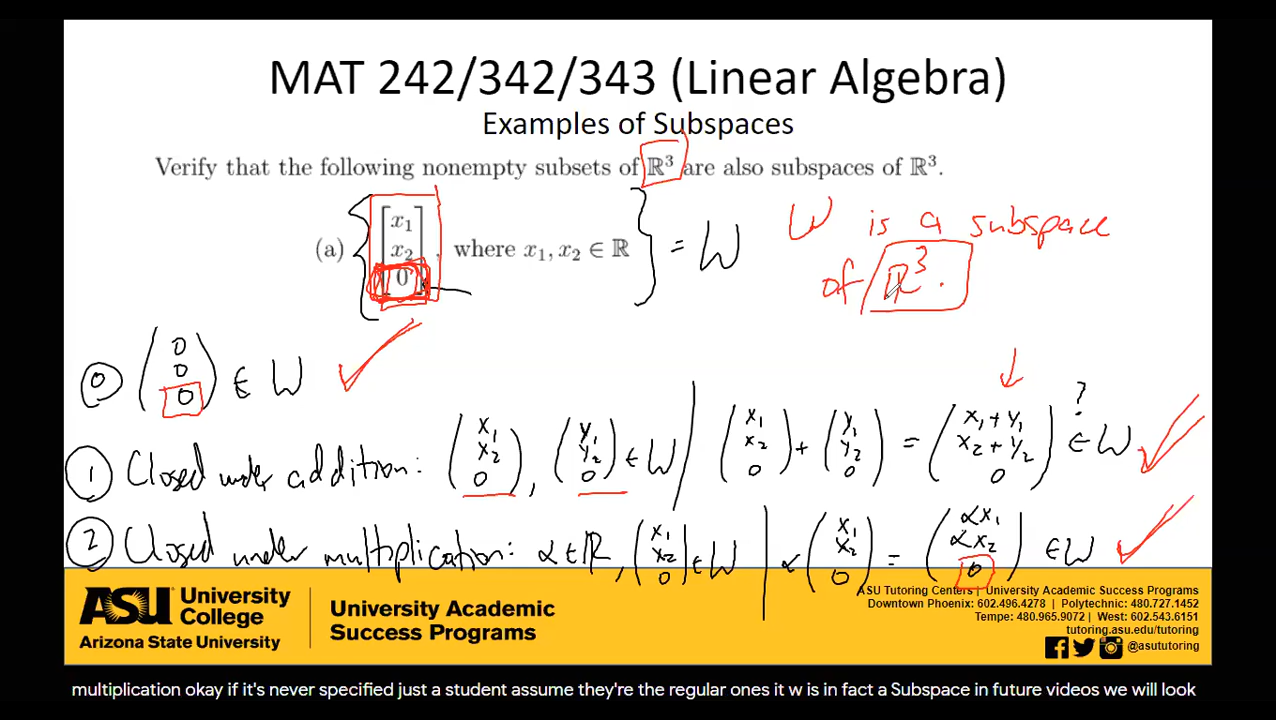 MAT 242/342/343 (Linear Algebra)
Examples of Subspaces
Verify that the following nonempty subsets of ℝ³ are also subspaces of ℝ³.
(a) { [x₁ x₂ 0], where x₁, x₂ ∈ ℝ } = W
W is a subspace
of ℝ³.
⓪ (0 0 0) ∈ W ✓
① Closed under addition: (x₁ x₂ 0), (y₁ y₂ 0) ∈ W | (x₁ x₂ 0) + (y₁ y₂ 0) = (x₁+y₁ x₂+y₂ 0) ?∈ W ✓
② Closed under multiplication: α ∈ ℝ, (x₁ x₂ 0) ∈ W | α (x₁ x₂ 0) = (αx₁ αx₂ 0) ∈ W ✓
ASU University College
Arizona State University
University Academic
Success Programs
ASU Tutoring Centers | University Academic Success Programs
Downtown Phoenix: 602.496.4278 | Polytechnic: 480.727.1452
Tempe: 480.965.9072 | West: 602.543.6151
tutoring.asu.edu/tutoring
@asututoring
multiplication okay if it's never specified just a student assume they're the regular ones it w is in fact a Subspace in future videos we will look